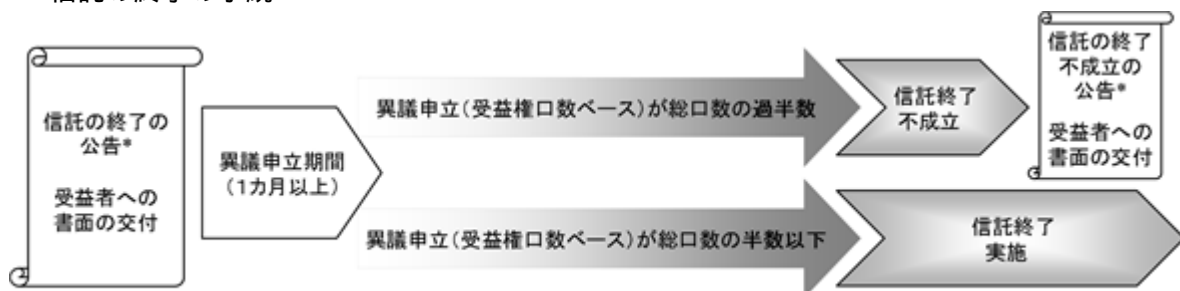 信託の終了の
公告*
受益者への
書面の交付
異議申立期間
（1カ月以上）
異議申立（受益権口数ベース）が総口数の過半数
信託終了
不成立
信託の終了
不成立の
公告*
受益者への
書面の交付
異議申立（受益権口数ベース）が総口数の半数以下
信託終了
実施